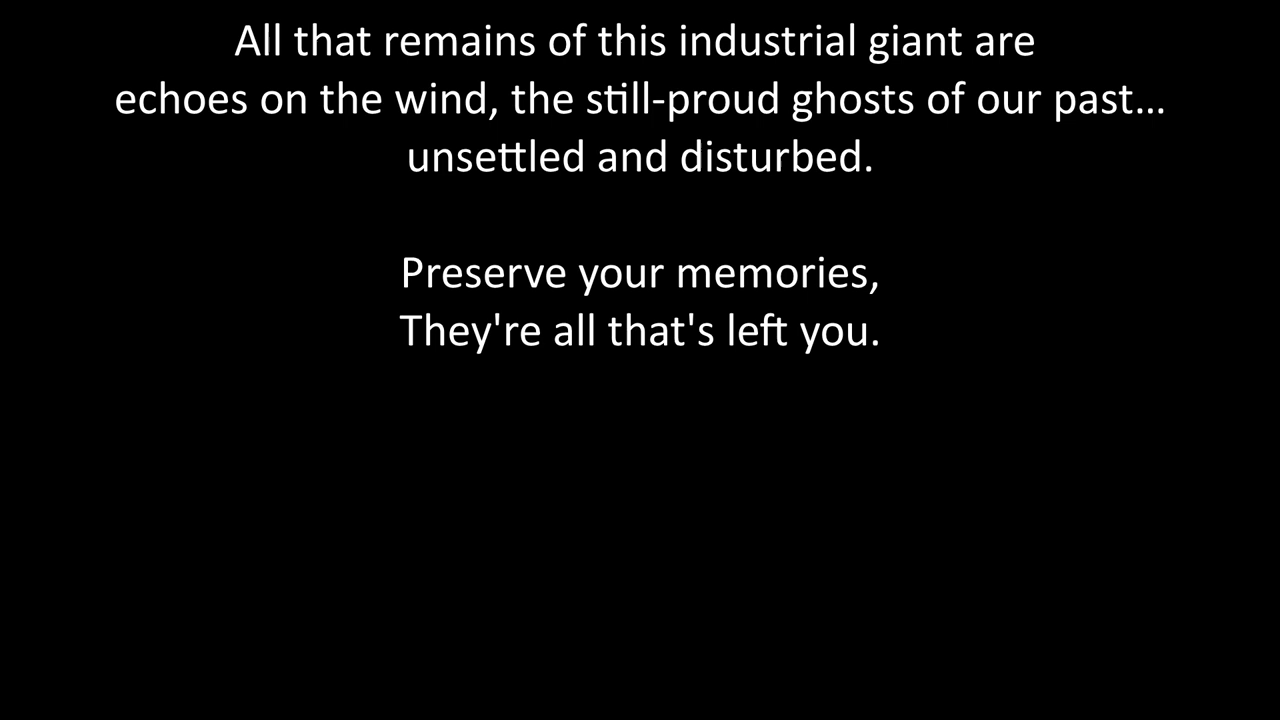 All that remains of this industrial giant are
echoes on the wind, the still-proud ghosts of our past...
unsettled and disturbed.
Preserve your memories,
They're all that's left you.